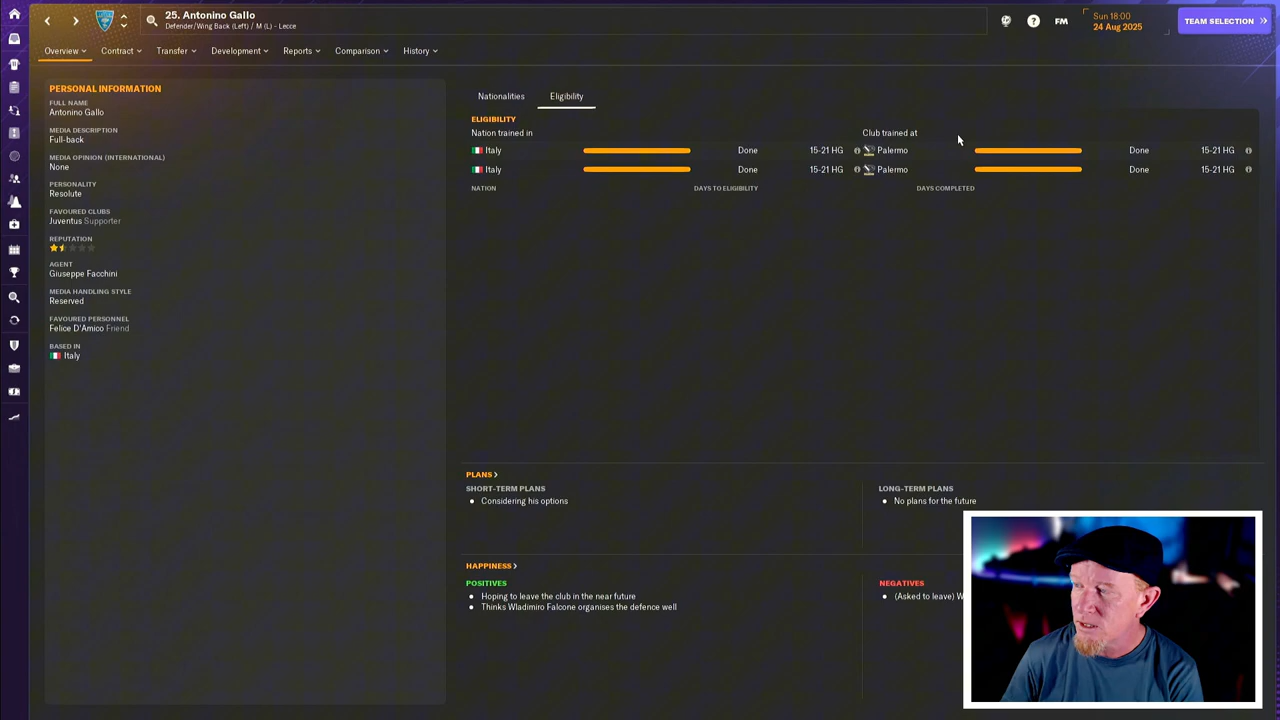 25. Antonino Gallo
Defender/Wing Back (Left) / M (L) - Lecce
FM
Sun 18:00
24 Aug 2025
TEAM SELECTION
Overview
Contract
Transfer
Development
Reports
Comparison
History
PERSONAL INFORMATION
FULL NAME
Antonino Gallo
MEDIA DESCRIPTION
Full-back
MEDIA OPINION (INTERNATIONAL)
None
PERSONALITY
Resolute
FAVOURED CLUBS
Juventus Supporter
REPUTATION
AGENT
Giuseppe Facchini
MEDIA HANDLING STYLE
Reserved
FAVOURED PERSONNEL
Felice D'Amico Friend
BASED IN
Italy
Nationalities
Eligibility
ELIGIBILITY
Nation trained in
Club trained at
Italy Done 15-21 HG Palermo Done 15-21 HG
Italy Done 15-21 HG Palermo Done 15-21 HG
NATION DAYS TO ELIGIBILITY DAYS COMPLETED
PLANS
SHORT-TERM PLANS
Considering his options
LONG-TERM PLANS
No plans for the future
HAPPINESS
POSITIVES
Hoping to leave the club in the near future
Thinks Wladimiro Falcone organises the defence well
NEGATIVES
(Asked to leave) W